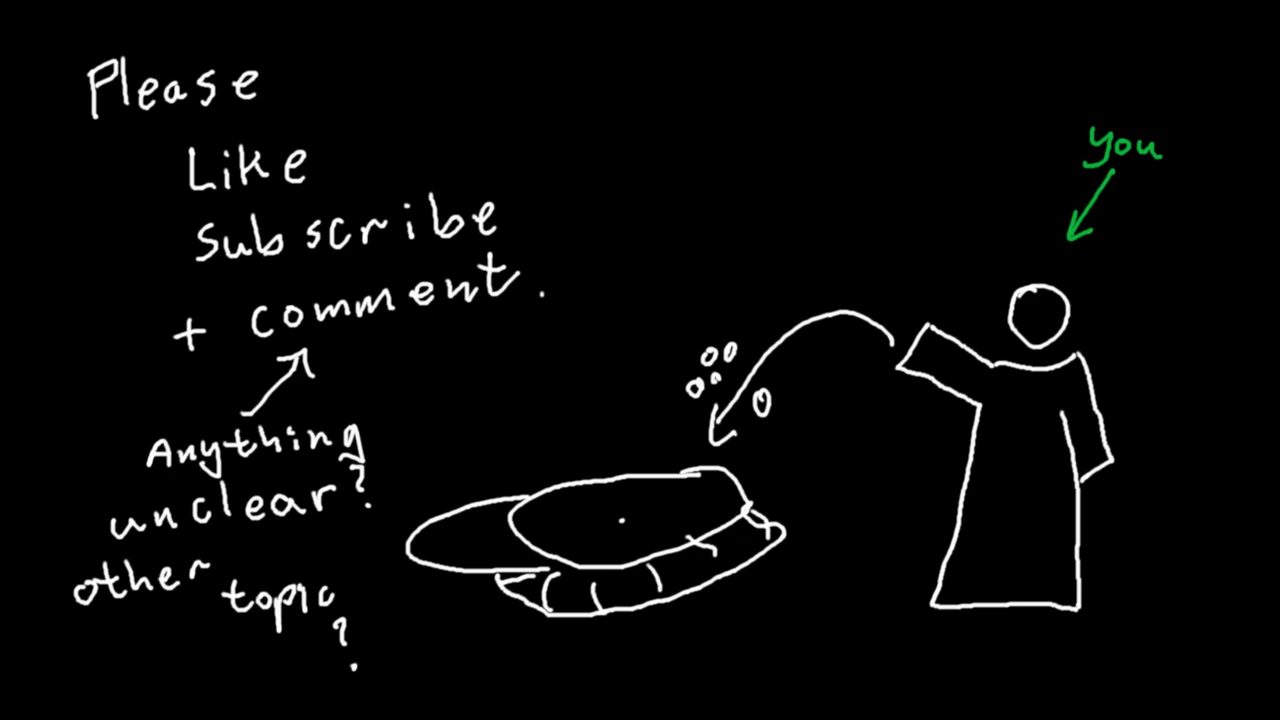 Please
Like
Subscribe
+ comment.
Anything
unclear?
other topic
?
you